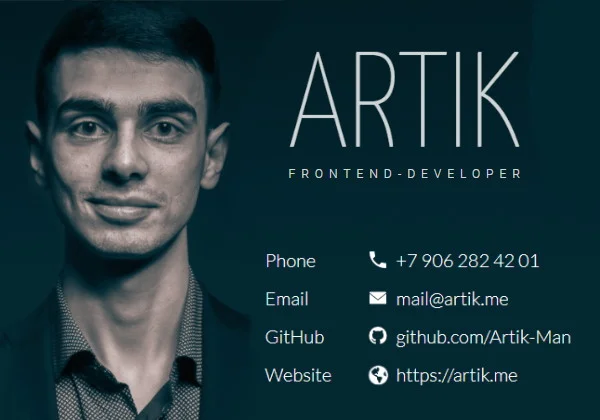 ARTIK
FRONTEND-DEVELOPER
Phone +7 906 282 42 01
Email mail@artik.me
GitHub github.com/Artik-Man
Website https://artik.me